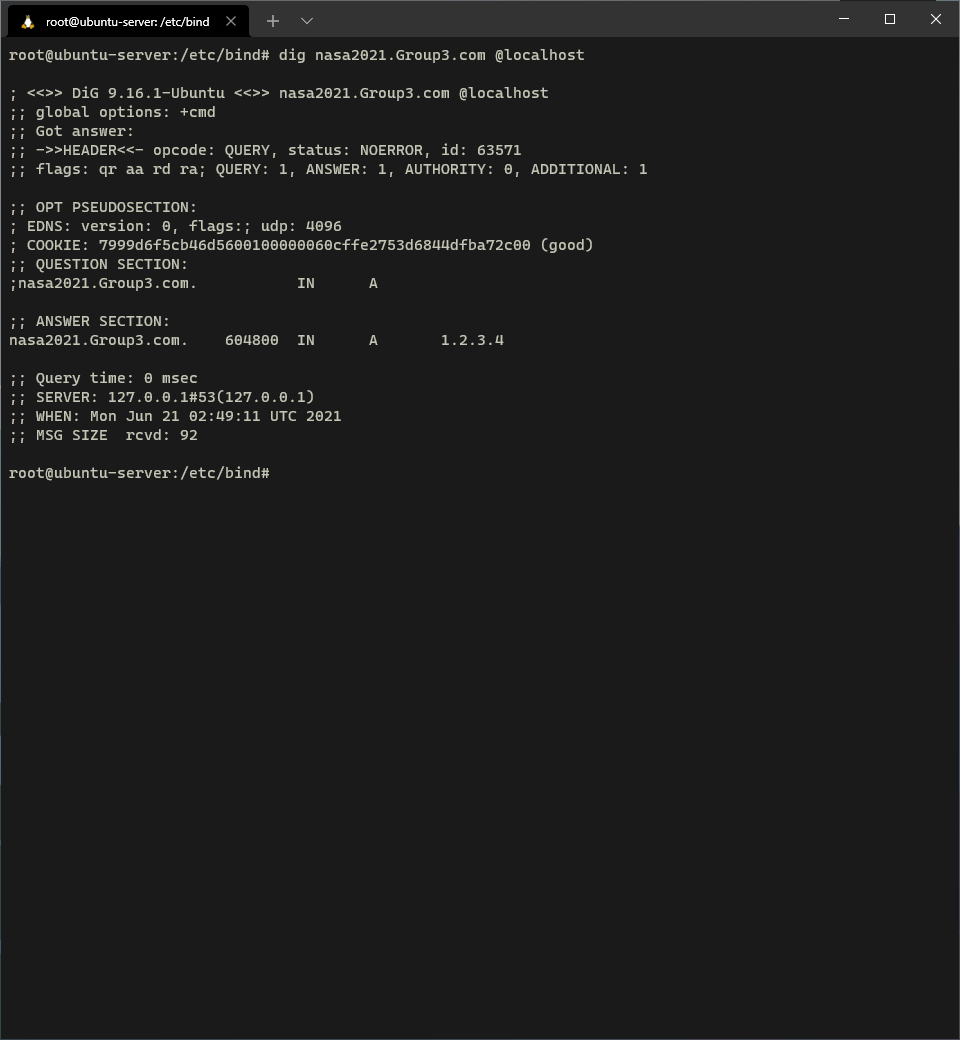 root@ubuntu-server: /etc/bind
root@ubuntu-server:/etc/bind# dig nasa2021.Group3.com @localhost

; <<>> DiG 9.16.1-Ubuntu <<>> nasa2021.Group3.com @localhost
;; global options: +cmd
;; Got answer:
;; ->>HEADER<<- opcode: QUERY, status: NOERROR, id: 63571
;; flags: qr aa rd ra; QUERY: 1, ANSWER: 1, AUTHORITY: 0, ADDITIONAL: 1

;; OPT PSEUDOSECTION:
; EDNS: version: 0, flags:; udp: 4096
; COOKIE: 7999d6f5cb46d5600100000060cffe2753d6844dfba72c00 (good)
;; QUESTION SECTION:
;nasa2021.Group3.com.           IN      A

;; ANSWER SECTION:
nasa2021.Group3.com.    604800  IN      A       1.2.3.4

;; Query time: 0 msec
;; SERVER: 127.0.0.1#53(127.0.0.1)
;; WHEN: Mon Jun 21 02:49:11 UTC 2021
;; MSG SIZE  rcvd: 92

root@ubuntu-server:/etc/bind#